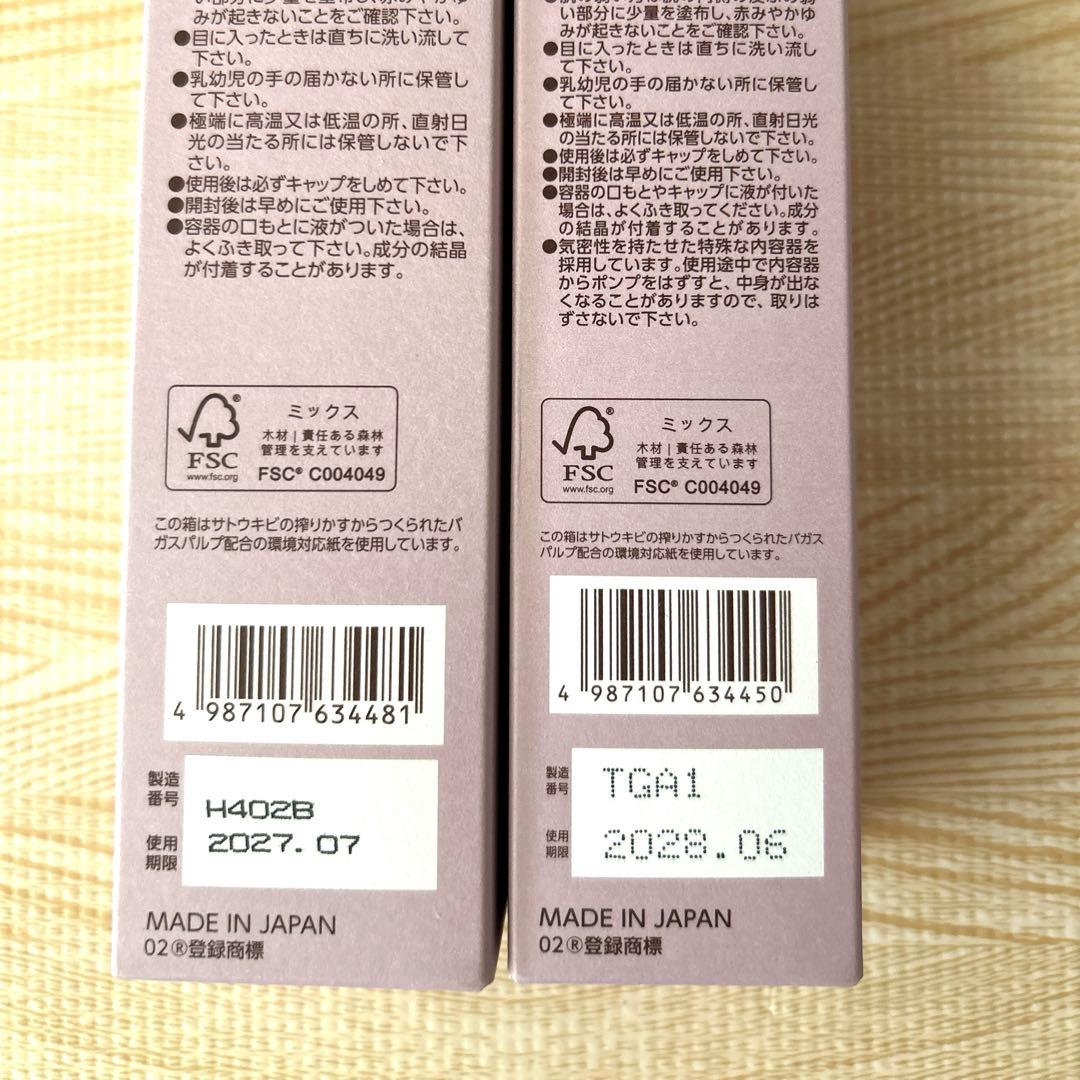 みが起きないことをご確認下さい。
●目に入ったときは直ちに洗い流して
下さい。
●乳幼児の手の届かない所に保管し
て下さい。
●極端に高温又は低温の所、直射日
光の当たる所には保管しないで下
さい。
●使用後は必ずキャップをしめて下さい。
●開封後は早めにご使用下さい。
●容器の口もとに液がついた場合は、
よくふき取って下さい。成分の結晶
が付着することがあります。
FSC
www.fsc.org
ミックス
木材|責任ある森林
管理を支えています
FSC® C004049
この箱はサトウキビの搾りかすからつくられたバ
ガスパルプ配合の環境対応紙を使用しています。
4 987107 634481
製造
番号
H402B
使用
期限
2027.07
MADE IN JAPAN
02®登録商標
い部分に少量を塗布し、赤みやかゆ
みが起きないことをご確認下さい。
●目に入ったときは直ちに洗い流し
て下さい。
●乳幼児の手の届かない所に保管し
て下さい。
●極端に高温又は低温の所、直射日光
の当たる所には保管しないで下さい。
●使用後は必ずキャップをしめて下さい。
●開封後は早めにご使用下さい。
●容器の口もとやキャップに液が付いた
場合は、よくふき取ってください。成分
の結晶が付着することがあります。
●気密性を持たせた特殊な内容器を
採用しています。使用途中で内容器
からポンプをはずすと、中身が出な
くなることがありますので、取りは
ずさないで下さい。
FSC
www.fsc.org
ミックス
木材|責任ある森林
管理を支えています
FSC® C004049
この箱はサトウキビの搾りかすからつくられたバガス
パルプ配合の環境対応紙を使用しています。
4 987107 634450
製造
番号
TGA1
使用
期限
2028.06
MADE IN JAPAN
02®登録商標